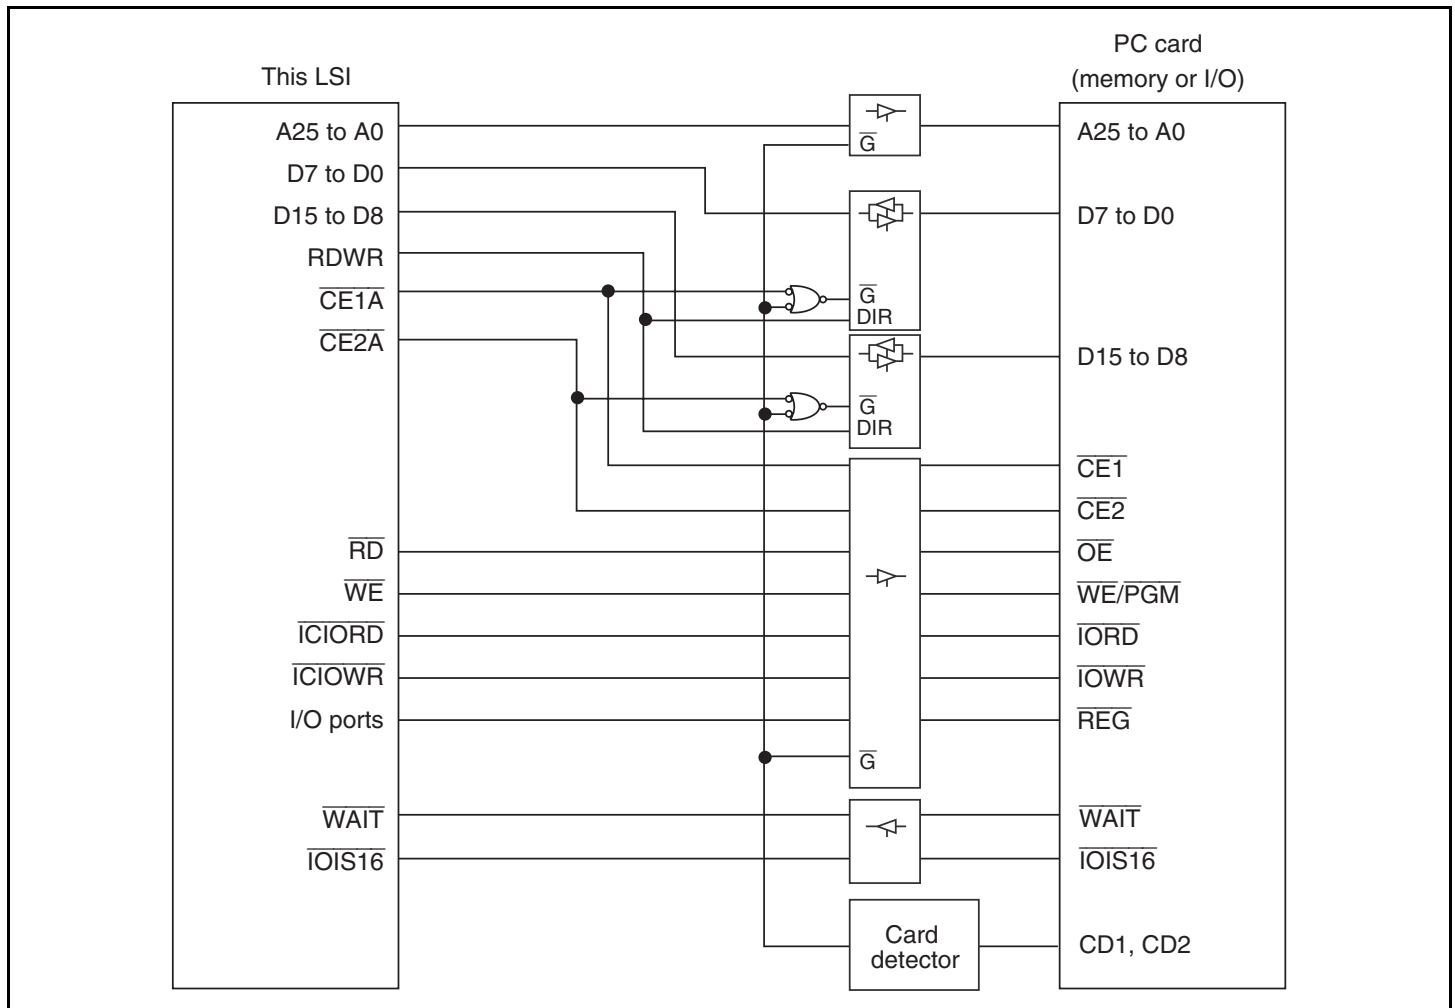 This LSI
PC card
(memory or I/O)
A25 to A0
D7 to D0
D15 to D8
RDWR
CE1A
CE2A
RD
WE
ICIORD
ICIOWR
I/O ports
WAIT
IOIS16
G
G
DIR
G
DIR
G
Card
detector
A25 to A0
D7 to D0
D15 to D8
CE1
CE2
OE
WE/PGM
IORD
IOWR
REG
WAIT
IOIS16
CD1, CD2